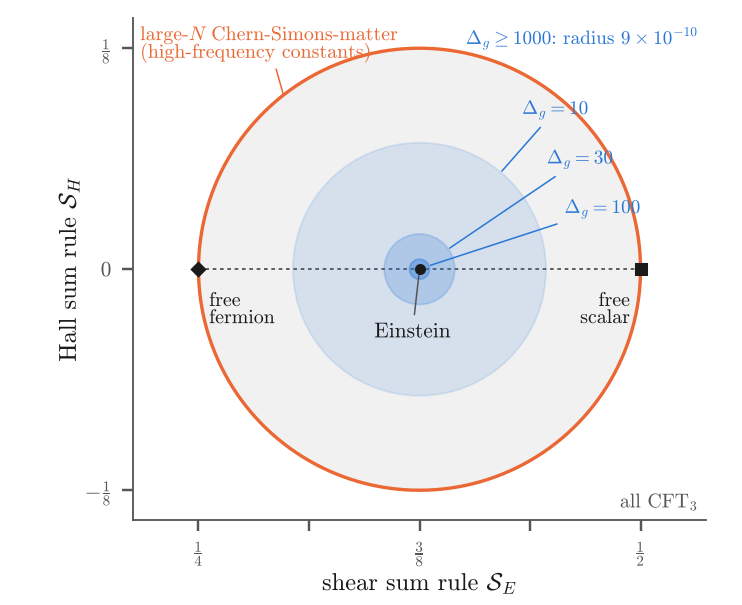 large-N Chern-Simons-matter
(high-frequency constants)
Δ_g ≥ 1000: radius 9 × 10⁻¹⁰
Δ_g = 10
Δ_g = 30
Δ_g = 100
free
fermion
Einstein
free
scalar
all CFT₃
Hall sum rule 𝒮_H
1/8
0
−1/8
1/4
3/8
1/2
shear sum rule 𝒮_E